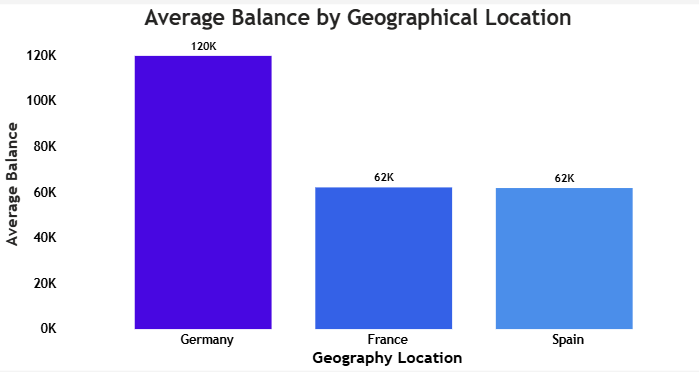 Average Balance by Geographical Location
120K
120K
100K
80K
62K
62K
60K
40K
20K
0K
Average Balance
Germany
France
Spain
Geography Location